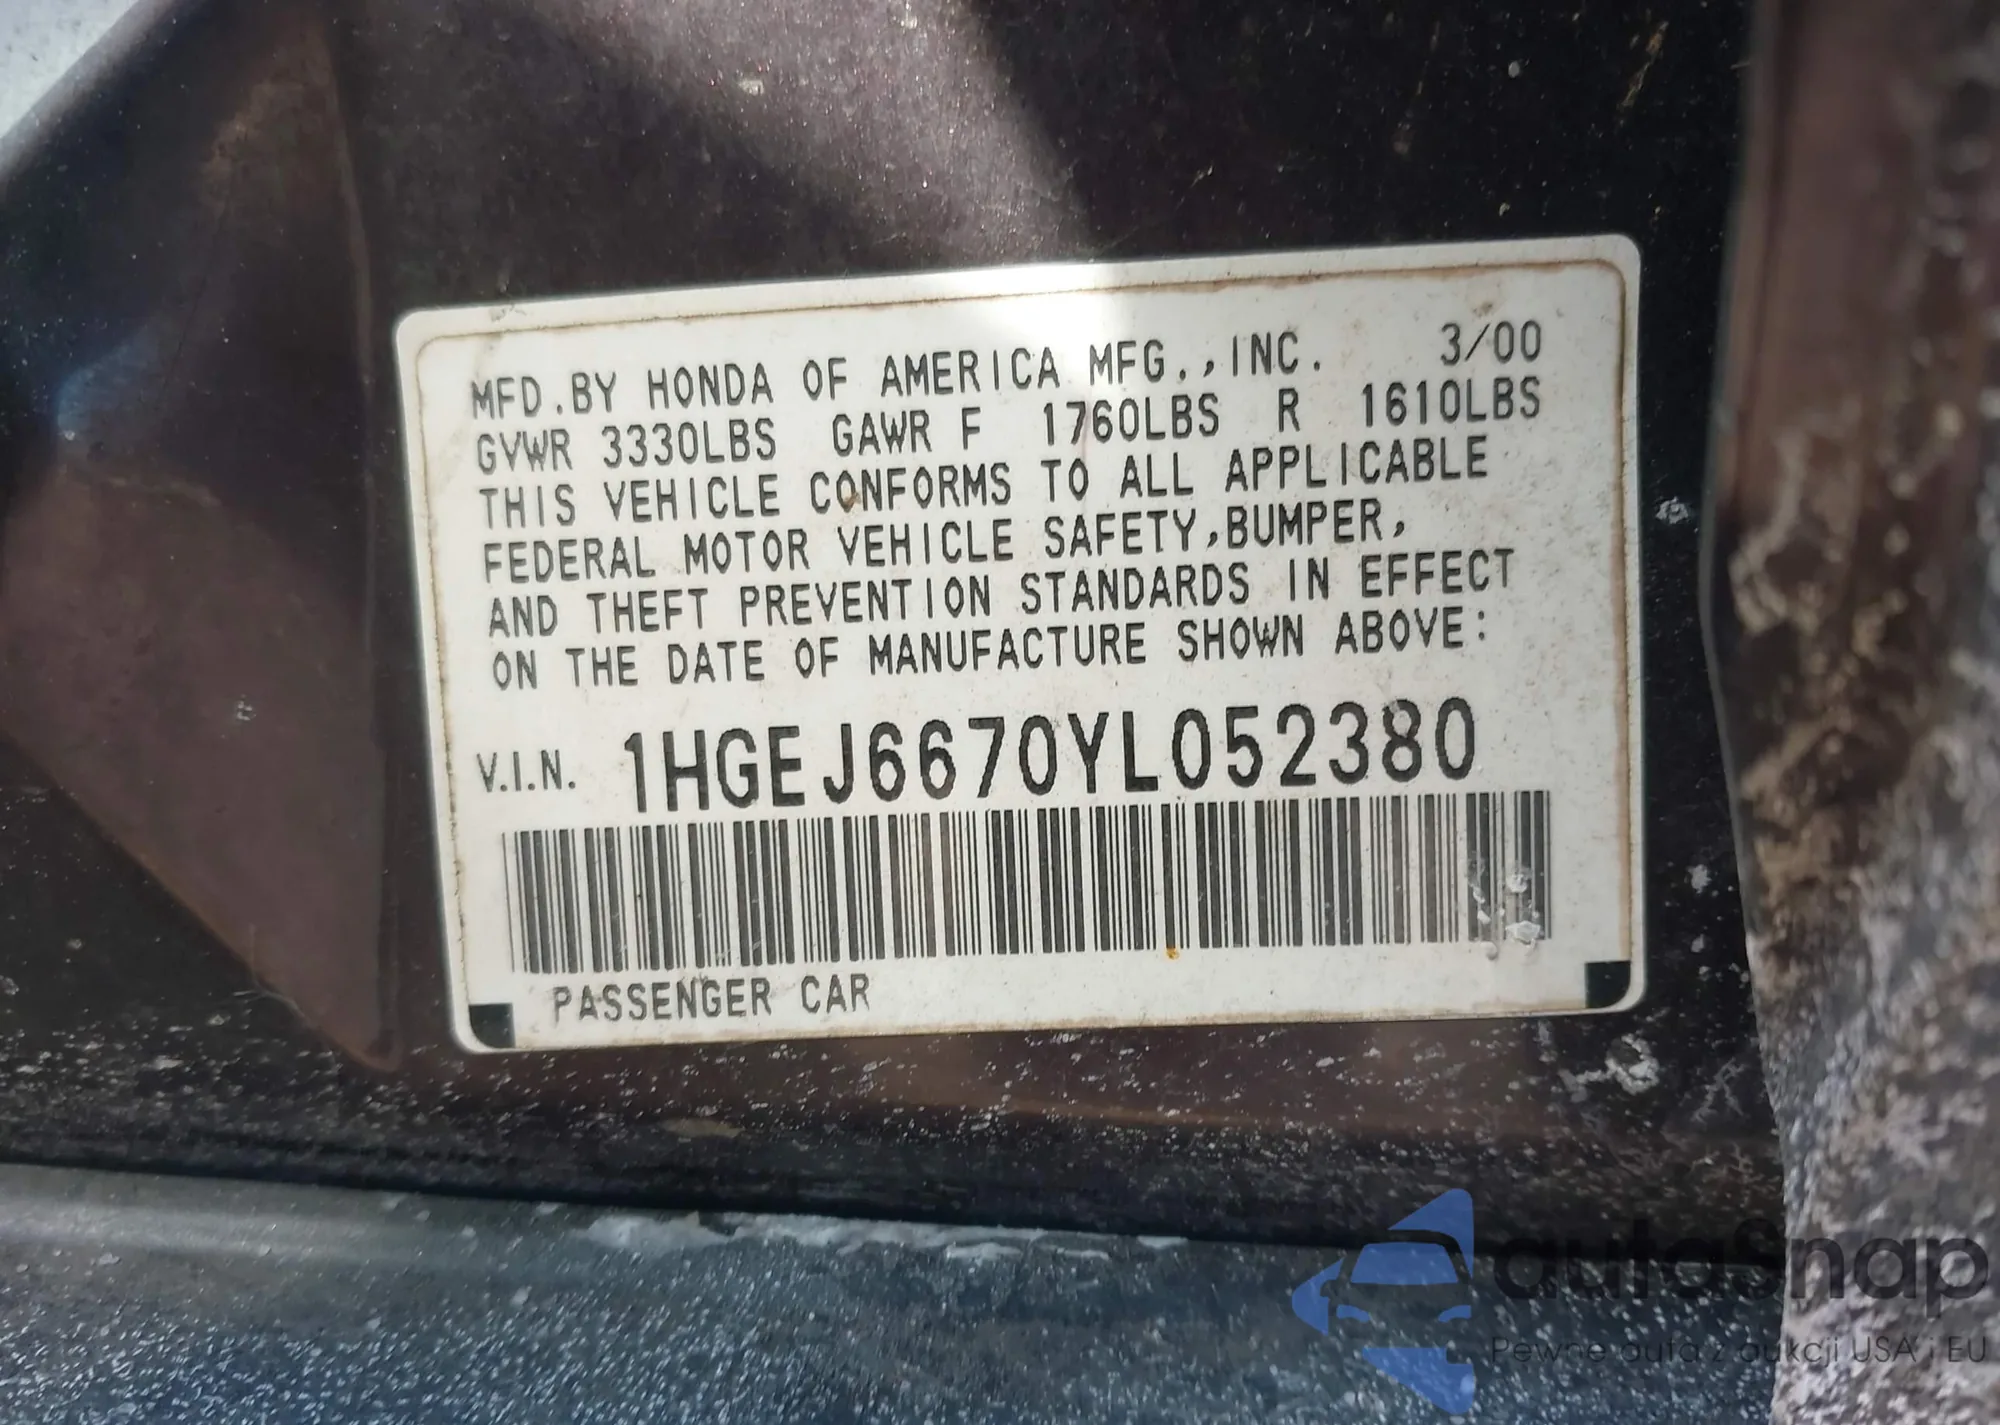 MFD.BY HONDA OF AMERICA MFG.,INC. 3/00
GVWR 3330LBS GAWR F 1760LBS R 1610LBS
THIS VEHICLE CONFORMS TO ALL APPLICABLE
FEDERAL MOTOR VEHICLE SAFETY,BUMPER,
AND THEFT PREVENTION STANDARDS IN EFFECT
ON THE DATE OF MANUFACTURE SHOWN ABOVE:
V.I.N. 1HGEJ6670YL052380
PASSENGER CAR
autaSnap
Pewne auta z aukcji USA i EU